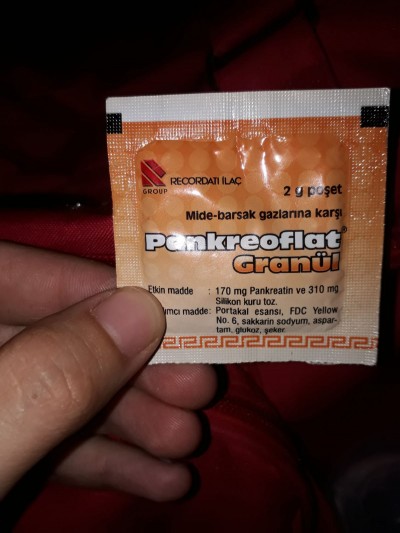 GROUP
RECORDATI İLAÇ
2 g poşet
Mide-barsak gazlarına karşı
Pankreoflat®
Granül
Etkin madde : 170 mg Pankreatin ve 310 mg
Silikon kuru toz.
madde: Portakal esansı, FDC Yellow
No. 6, sakkarin sodyum, aspar-
tam, glukoz, şeker.